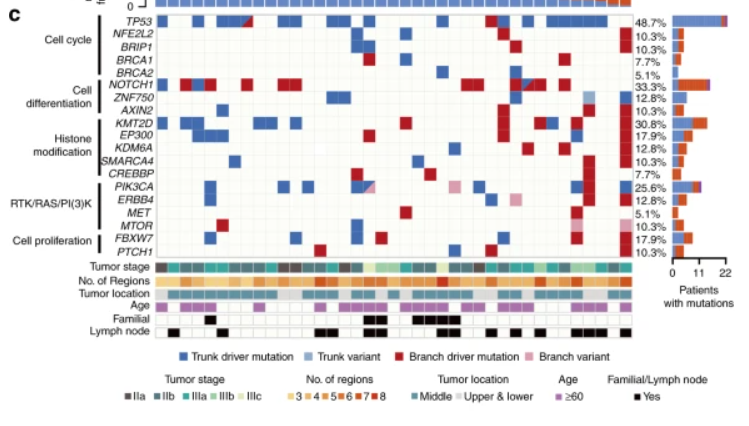 c
0
TP53 48.7%
Cell cycle
NFE2L2 10.3%
BRIP1 10.3%
BRCA1 7.7%
BRCA2 5.1%
Cell differentiation
NOTCH1 33.3%
ZNF750 12.8%
AXIN2 10.3%
Histone modification
KMT2D 30.8%
EP300 17.9%
KDM6A 12.8%
SMARCA4 10.3%
CREBBP 7.7%
RTK/RAS/PI(3)K
PIK3CA 25.6%
ERBB4 12.8%
MET 5.1%
MTOR 10.3%
Cell proliferation
FBXW7 17.9%
PTCH1 10.3%
Tumor stage
No. of Regions
Tumor location
Age
Familial
Lymph node
0 11 22
Patients with mutations
Trunk driver mutation Trunk variant Branch driver mutation Branch variant
Tumor stage No. of regions Tumor location Age Familial/Lymph node
IIa IIb IIIa IIIb IIIc 3 4 5 6 7 8 Middle Upper & lower ≥60 Yes